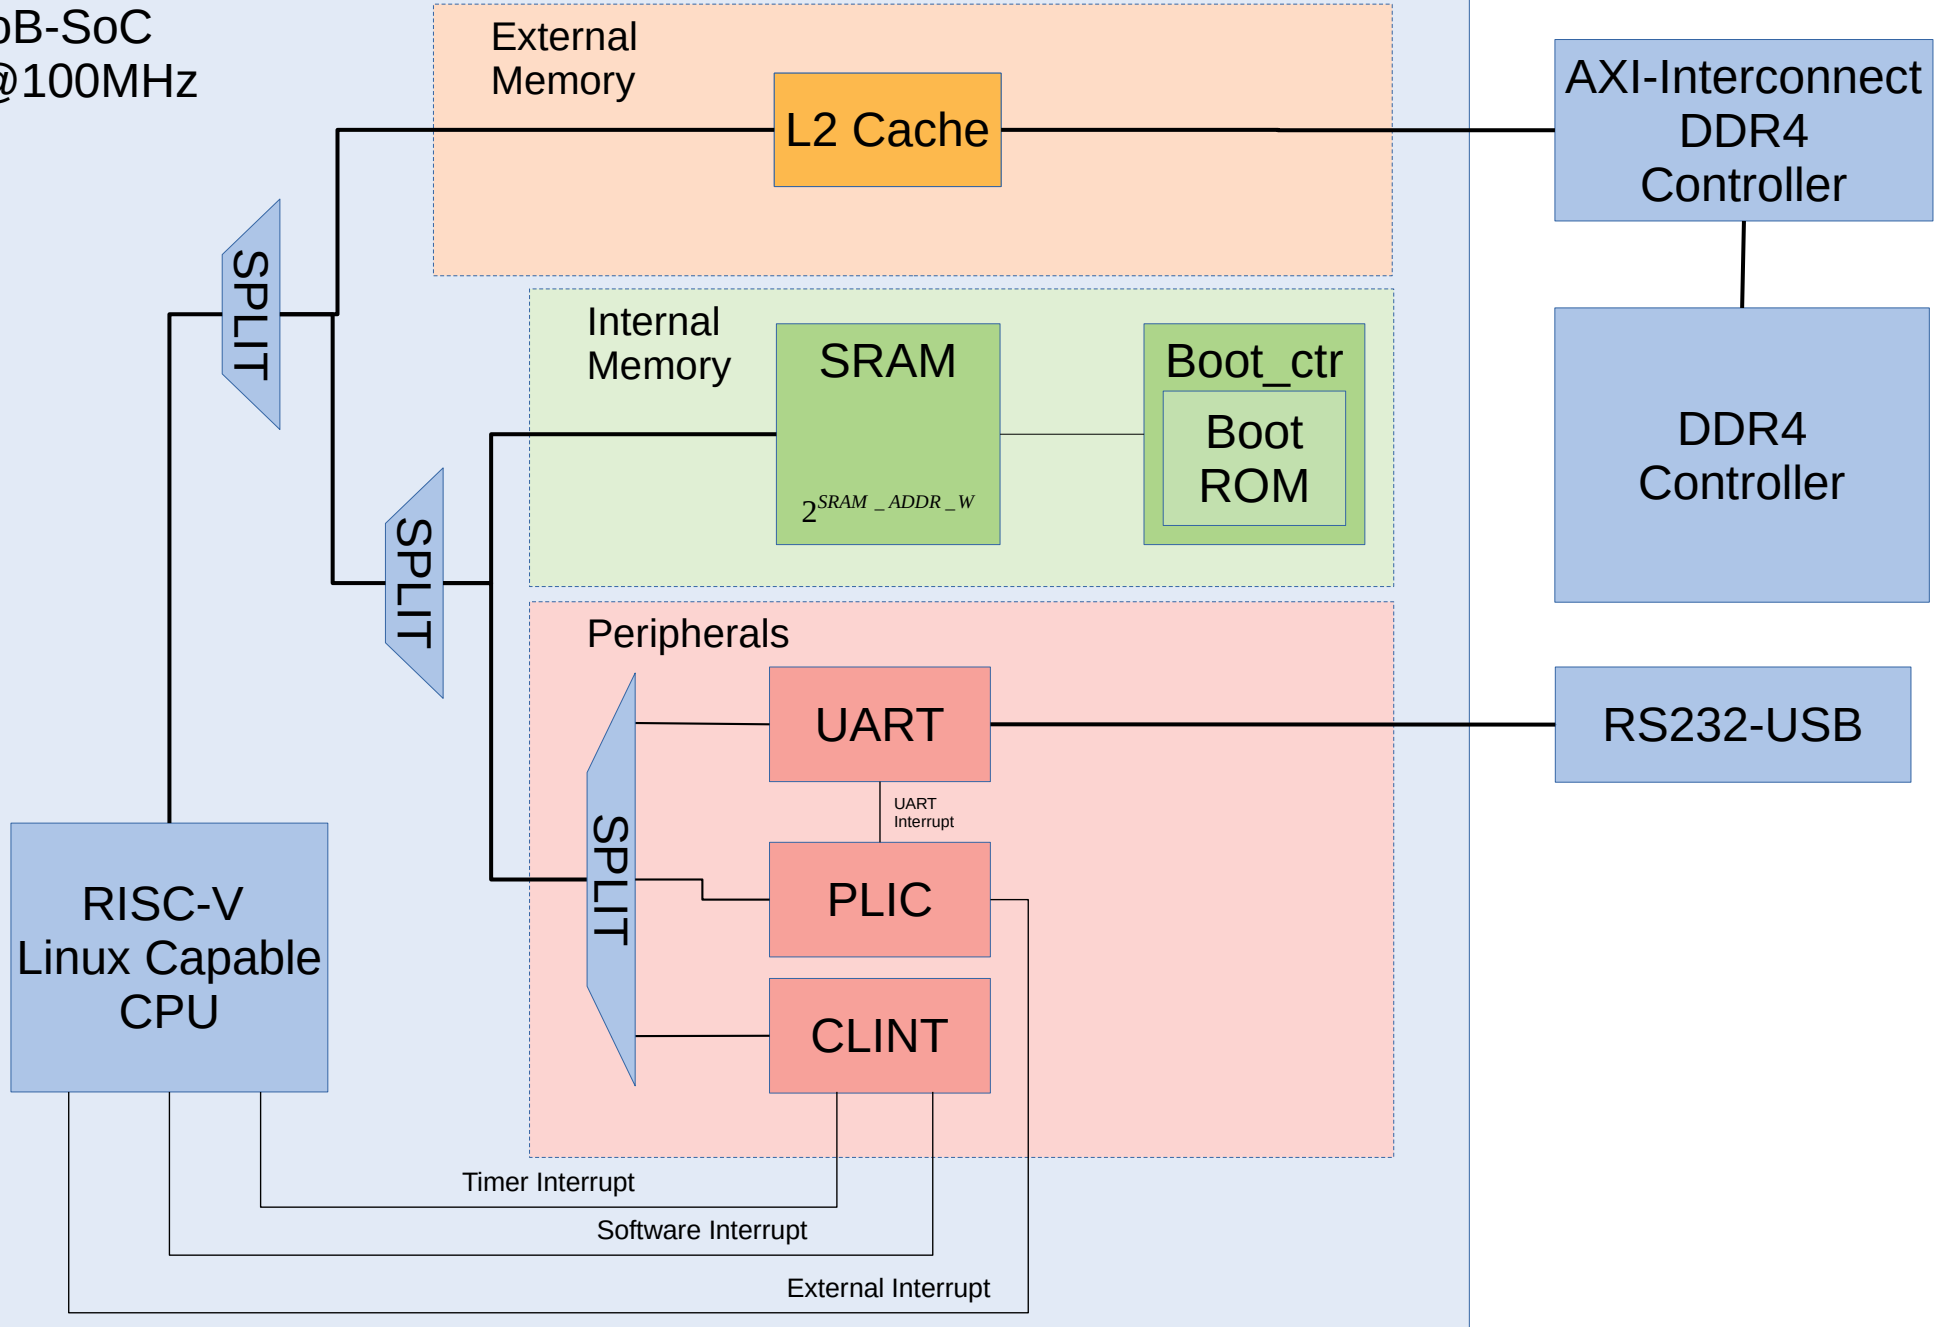 oB-SoC
@100MHz
External
Memory
L2 Cache
AXI-Interconnect
DDR4
Controller
SPLIT
Internal
Memory
SRAM
2^SRAM_ADDR_W
Boot_ctr
Boot
ROM
DDR4
Controller
SPLIT
Peripherals
UART
RS232-USB
UART
Interrupt
SPLIT
PLIC
RISC-V
Linux Capable
CPU
CLINT
Timer Interrupt
Software Interrupt
External Interrupt